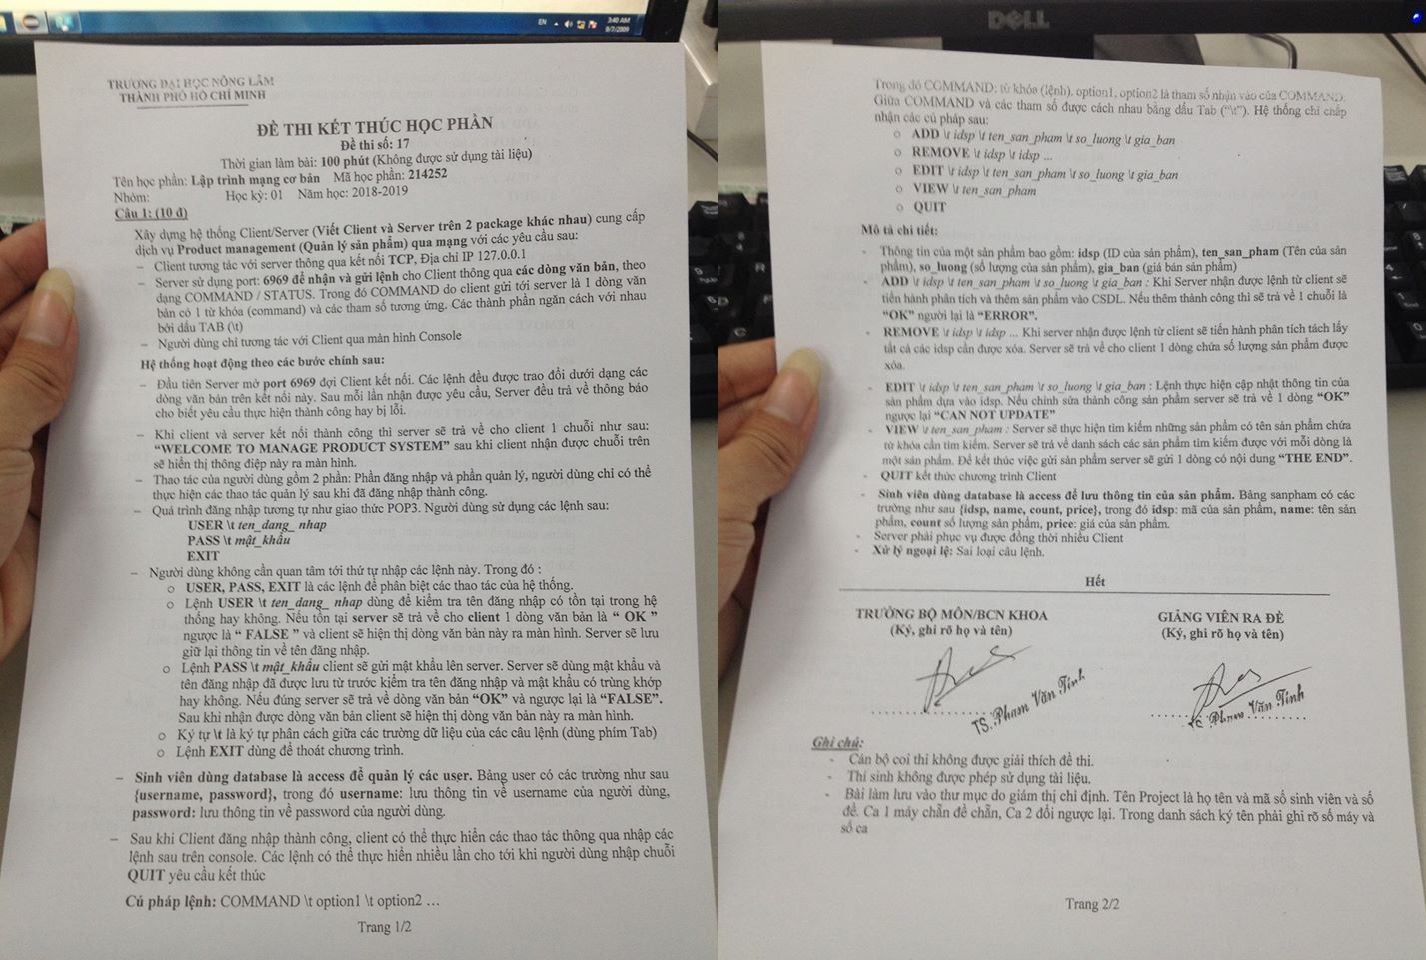 EN
3:40 AM
9/7/2009
TRƯỜNG ĐẠI HỌC NÔNG LÂM
THÀNH PHỐ HỒ CHÍ MINH
ĐỀ THI KẾT THÚC HỌC PHẦN
Đề thi số: 17
Thời gian làm bài: 100 phút (Không được sử dụng tài liệu)
Tên học phần: Lập trình mạng cơ bản Mã học phần: 214252
Nhóm: Học kỳ: 01 Năm học: 2018-2019
Câu 1: (10 đ)
Xây dựng hệ thống Client/Server (Viết Client và Server trên 2 package khác nhau) cung cấp
dịch vụ Product management (Quản lý sản phẩm) qua mạng với các yêu cầu sau:
– Client tương tác với server thông qua kết nối TCP, Địa chỉ IP 127.0.0.1
– Server sử dụng port: 6969 để nhận và gửi lệnh cho Client thông qua các dòng văn bản, theo
dạng COMMAND / STATUS. Trong đó COMMAND do client gửi tới server là 1 dòng văn
bản có 1 từ khóa (command) và các tham số tương ứng. Các thành phần ngăn cách với nhau
bởi dấu TAB (\t)
– Người dùng chỉ tương tác với Client qua màn hình Console
Hệ thống hoạt động theo các bước chính sau:
– Đầu tiên Server mở port 6969 đợi Client kết nối. Các lệnh đều được trao đổi dưới dạng các
dòng văn bản trên kết nối này. Sau mỗi lần nhận được yêu cầu, Server đều trả về thông báo
cho biết yêu cầu thực hiện thành công hay bị lỗi.
– Khi client và server kết nối thành công thì server sẽ trả về cho client 1 chuỗi như sau:
“WELCOME TO MANAGE PRODUCT SYSTEM” sau khi client nhận được chuỗi trên
sẽ hiển thị thông điệp này ra màn hình.
– Thao tác của người dùng gồm 2 phần: Phần đăng nhập và phần quản lý, người dùng chỉ có thể
thực hiện các thao tác quản lý sau khi đã đăng nhập thành công.
– Quá trình đăng nhập tương tự như giao thức POP3. Người dùng sử dụng các lệnh sau:
USER \t ten_dang_ nhap
PASS \t mật_khẩu
EXIT
– Người dùng không cần quan tâm tới thứ tự nhập các lệnh này. Trong đó :
o USER, PASS, EXIT là các lệnh để phân biệt các thao tác của hệ thống.
o Lệnh USER \t ten_dang_ nhap dùng để kiểm tra tên đăng nhập có tồn tại trong hệ
thống hay không. Nếu tồn tại server sẽ trả về cho client 1 dòng văn bản là “ OK ”
ngược là “ FALSE ” và client sẽ hiện thị dòng văn bản này ra màn hình. Server sẽ lưu
giữ lại thông tin về tên đăng nhập.
o Lệnh PASS \t mật_khẩu client sẽ gửi mật khẩu lên server. Server sẽ dùng mật khẩu và
tên đăng nhập đã được lưu từ trước kiểm tra tên đăng nhập và mật khẩu có trùng khớp
hay không. Nếu đúng server sẽ trả về dòng văn bản “OK” và ngược lại là “FALSE”.
Sau khi nhận được dòng văn bản client sẽ hiện thị dòng văn bản này ra màn hình.
o Ký tự \t là ký tự phân cách giữa các trường dữ liệu của các câu lệnh (dùng phím Tab)
o Lệnh EXIT dùng để thoát chương trình.
– Sinh viên dùng database là access để quản lý các user. Bảng user có các trường như sau
{username, password}, trong đó username: lưu thông tin về username của người dùng,
password: lưu thông tin về password của người dùng.
– Sau khi Client đăng nhập thành công, client có thể thực hiện các thao tác thông qua nhập các
lệnh sau trên console. Các lệnh có thể thực hiền nhiều lần cho tới khi người dùng nhập chuỗi
QUIT yêu cầu kết thúc
Cú pháp lệnh: COMMAND \t option1 \t option2 …
Trang 1/2
DELL
Trong đó COMMAND: từ khóa (lệnh), option1, option2 là tham số nhận vào của COMMAND.
Giữa COMMAND và các tham số được cách nhau bằng dấu Tab (“\t”). Hệ thống chỉ chấp
nhận các cú pháp sau:
o ADD \t idsp \t ten_san_pham \t so_luong \t gia_ban
o REMOVE \t idsp \t idsp ...
o EDIT \t idsp \t ten_san_pham \t so_luong \t gia_ban
o VIEW \t ten_san_pham
o QUIT
Mô tả chi tiết:
- Thông tin của một sản phẩm bao gồm: idsp (ID của sản phẩm), ten_san_pham (Tên của sản
phẩm), so_luong (số lượng của sản phẩm), gia_ban (giá bán sản phẩm)
- ADD \t idsp \t ten_san_pham \t so_luong \t gia_ban : Khi Server nhận được lệnh từ client sẽ
tiến hành phân tích và thêm sản phẩm vào CSDL. Nếu thêm thành công thì sẽ trả về 1 chuỗi là
“OK” người lại là “ERROR”.
- REMOVE \t idsp \t idsp ... Khi server nhận được lệnh từ client sẽ tiến hành phân tích tách lấy
tất cả các idsp cần được xóa. Server sẽ trả về cho client 1 dòng chứa số lượng sản phẩm được
xóa.
- EDIT \t idsp \t ten_san_pham \t so_luong \t gia_ban : Lệnh thực hiện cập nhật thông tin của
sản phẩm dựa vào idsp. Nếu chỉnh sửa thành công sản phẩm server sẽ trả về 1 dòng “OK”
ngược lại “CAN NOT UPDATE”
- VIEW \t ten_san_pham : Server sẽ thực hiện tìm kiếm những sản phẩm có tên sản phẩm chứa
từ khóa cần tìm kiếm. Server sẽ trả về danh sách các sản phẩm tìm kiếm được với mỗi dòng là
một sản phẩm. Để kết thúc việc gửi sản phẩm server sẽ gửi 1 dòng có nội dung “THE END”.
- QUIT kết thúc chương trình Client
- Sinh viên dùng database là access để lưu thông tin của sản phẩm. Bảng sanpham có các
trường như sau {idsp, name, count, price}, trong đó idsp: mã của sản phẩm, name: tên sản
phẩm, count số lượng sản phẩm, price: giá của sản phẩm.
- Server phải phục vụ được đồng thời nhiều Client
- Xử lý ngoại lệ: Sai loại câu lệnh.
Hết
TRƯỞNG BỘ MÔN/BCN KHOA
(Ký, ghi rõ họ và tên)
GIẢNG VIÊN RA ĐỀ
(Ký, ghi rõ họ và tên)
TS. Phạm Văn Tính
TS. Phạm Văn Tính
Ghi chú:
- Cán bộ coi thi không được giải thích đề thi.
- Thí sinh không được phép sử dụng tài liệu.
- Bài làm lưu vào thư mục do giám thị chỉ định. Tên Project là họ tên và mã số sinh viên và số
đề. Ca 1 máy chẵn đề chẵn, Ca 2 đổi ngược lại. Trong danh sách ký tên phải ghi rõ số máy và
số ca
Trang 2/2